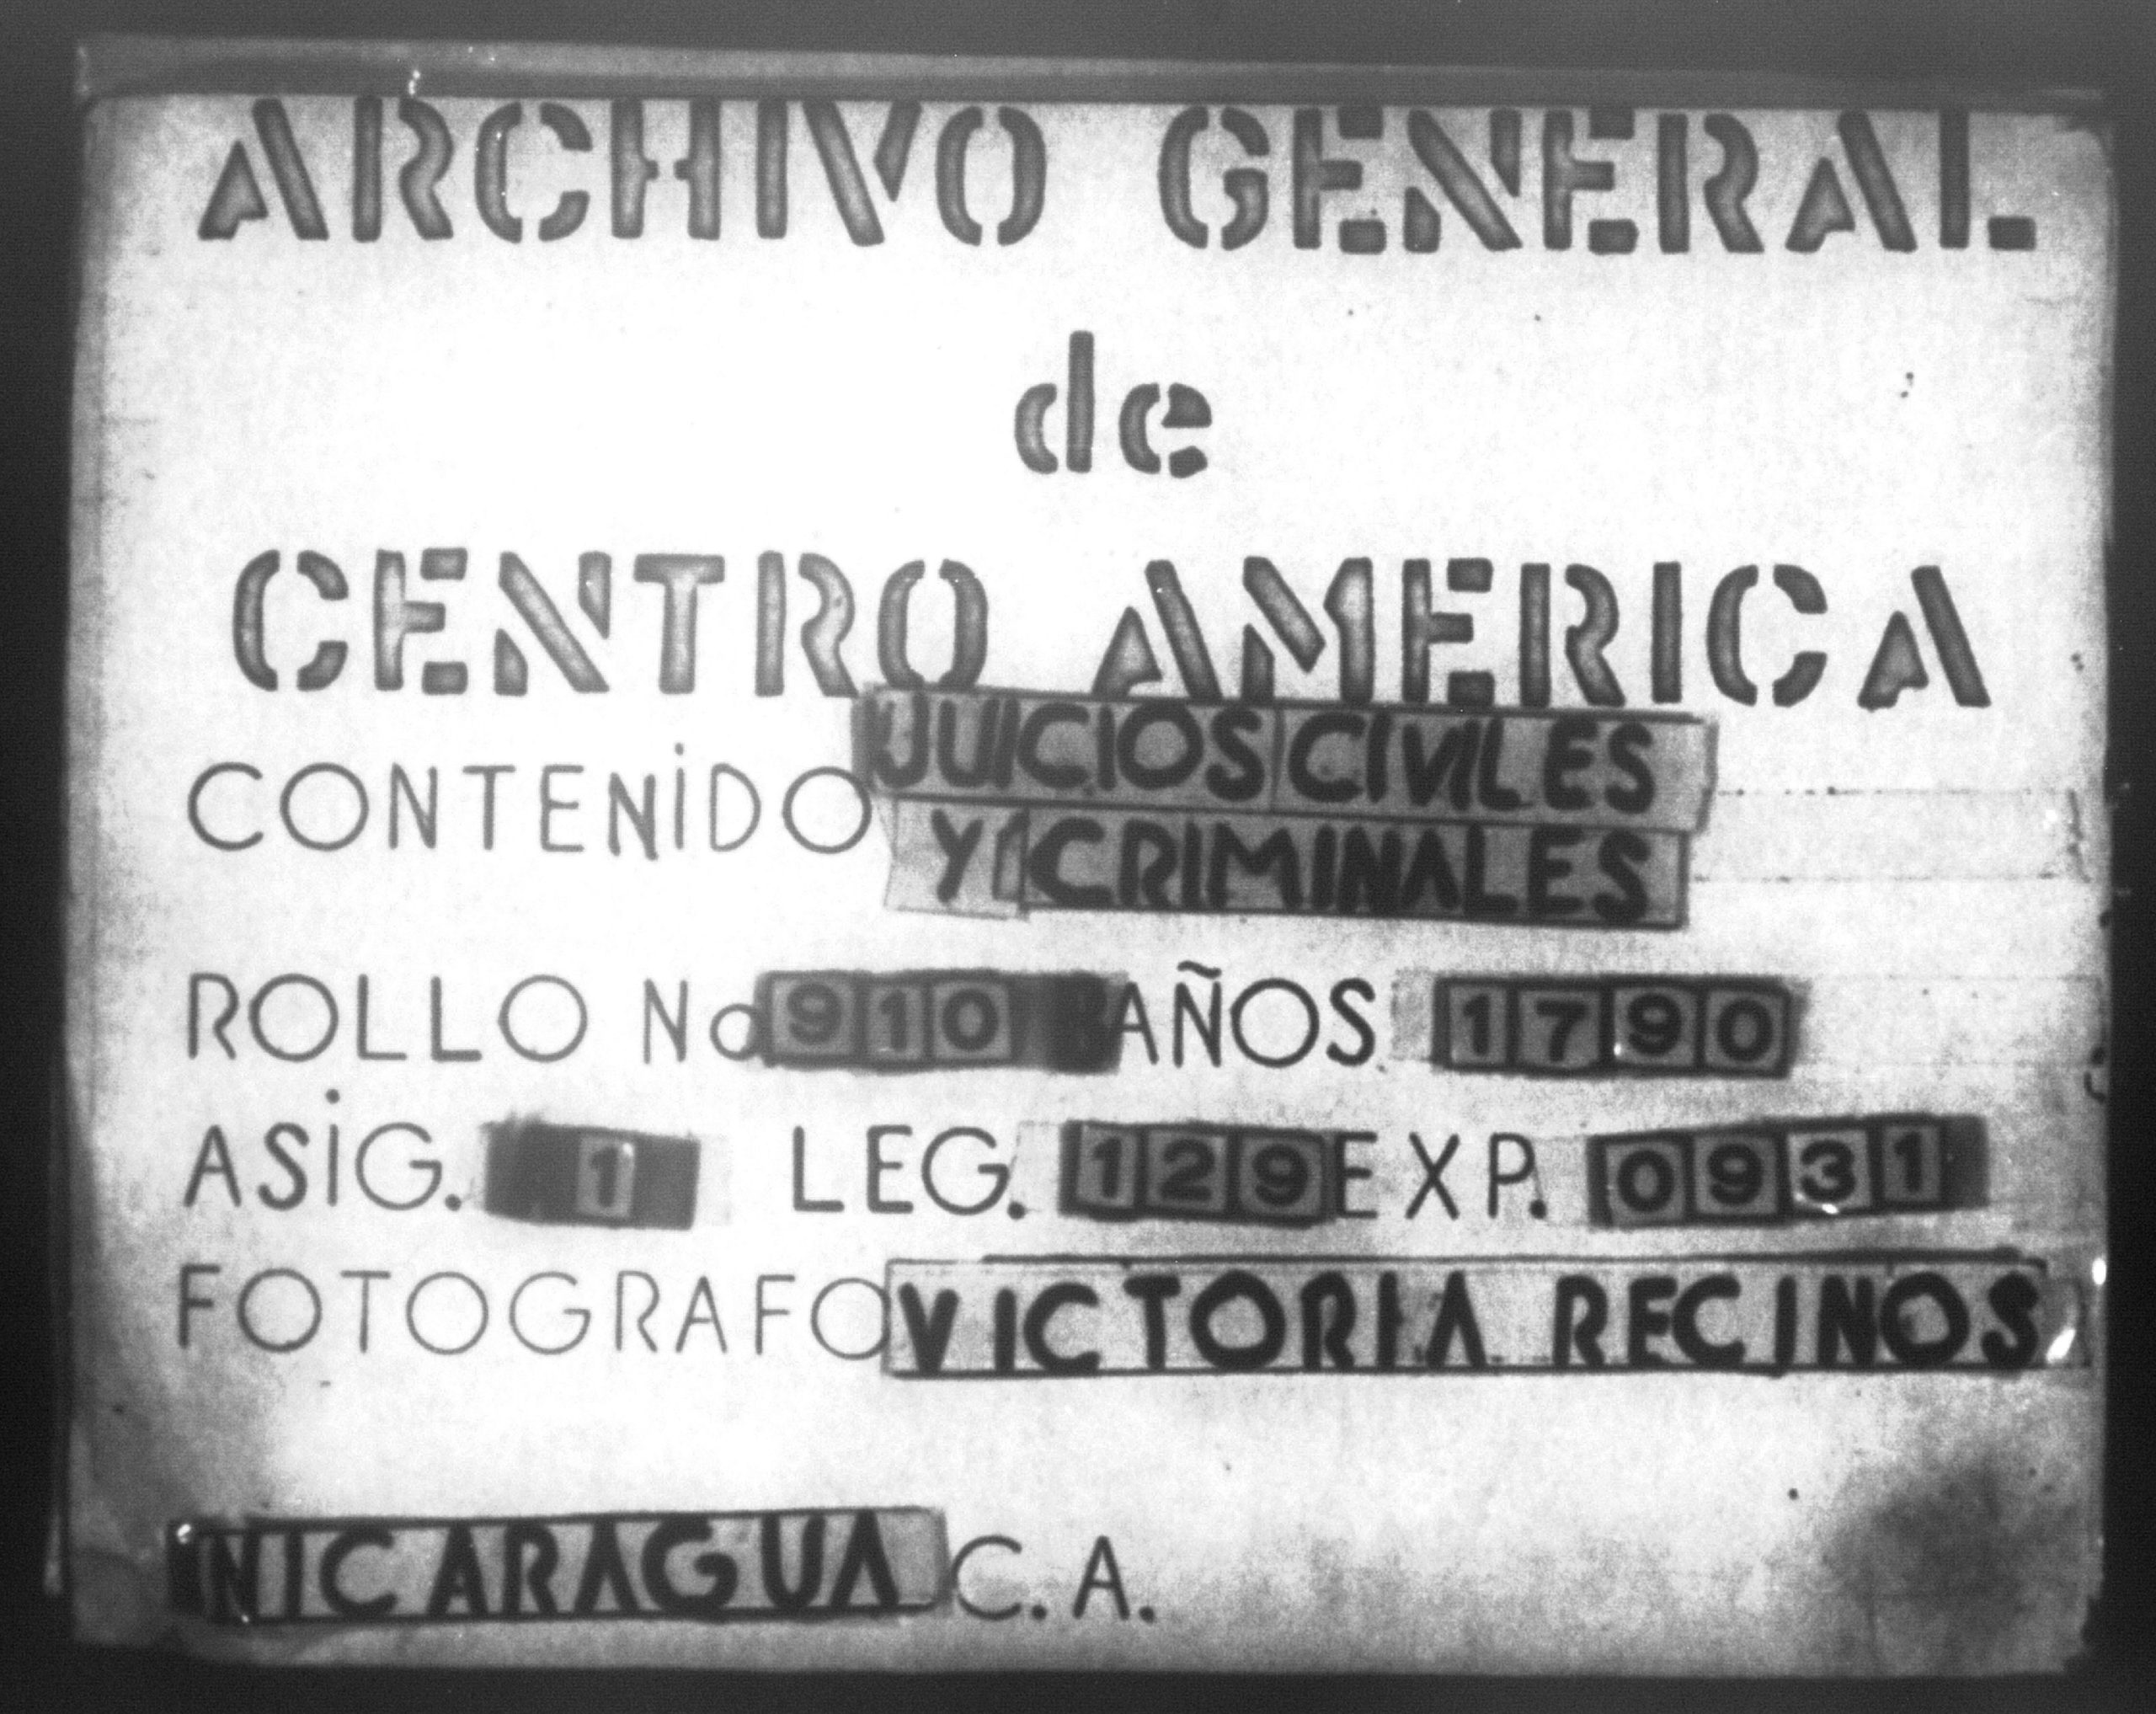 ARCHIVO GENERAL
de
CENTRO AMERICA
CONTENIDO JUICIOS CIVILES
Y CRIMINALES
ROLLO No 910 AÑOS 1790
ASIG. 1 LEG. 129 EXP. 0931
FOTOGRAFO VICTORIA RECINOS
NICARAGUA C.A.